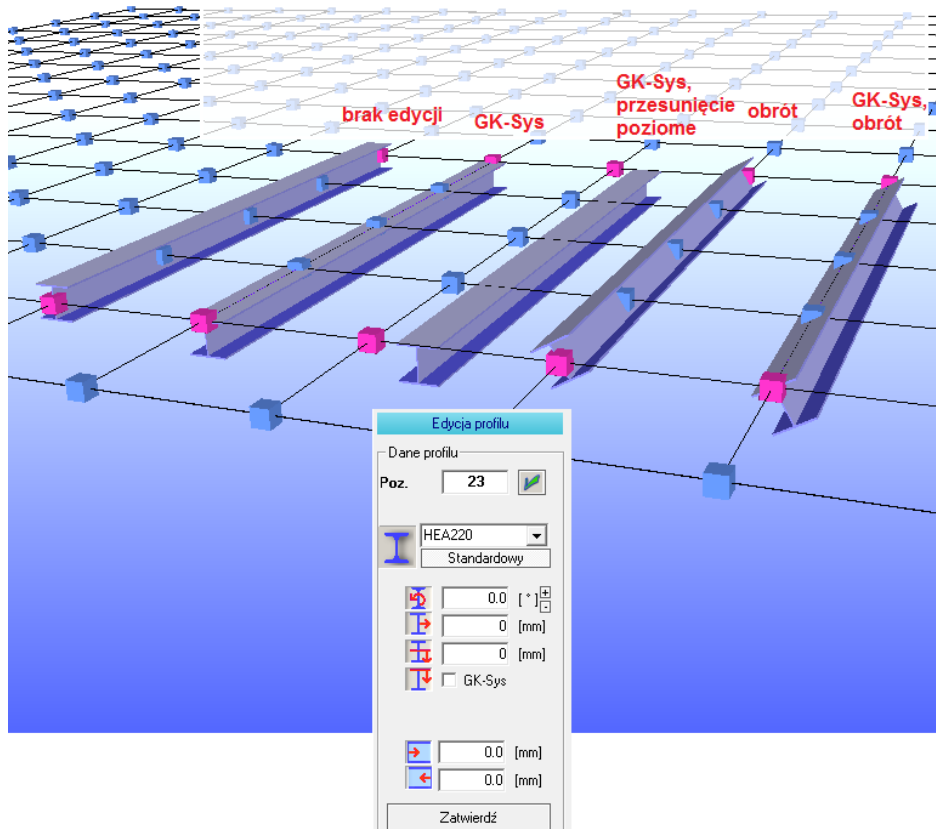 brak edycji
GK-Sys
GK-Sys,
przesunięcie
poziome
obrót
GK-Sys,
obrót
Edycja profilu
Dane profilu
Poz. 23
HEA220
Standardowy
0.0 [ ° ] + -
0 [mm]
0 [mm]
GK-Sys
0.0 [mm]
0.0 [mm]
Zatwierdź